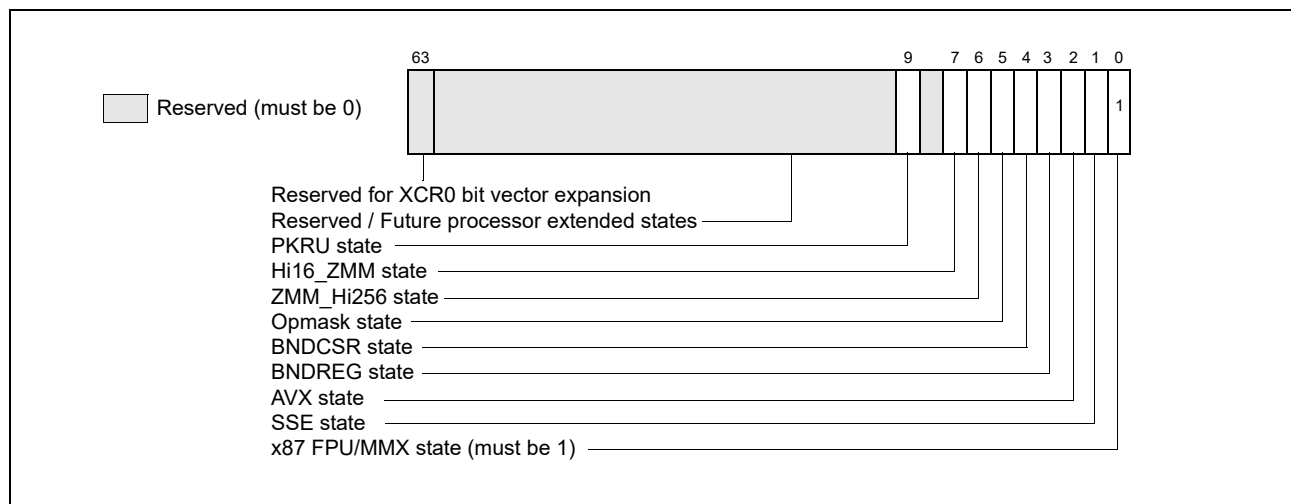 63 9 7 6 5 4 3 2 1 0
Reserved (must be 0)
1
Reserved for XCR0 bit vector expansion
Reserved / Future processor extended states
PKRU state
Hi16_ZMM state
ZMM_Hi256 state
Opmask state
BNDCSR state
BNDREG state
AVX state
SSE state
x87 FPU/MMX state (must be 1)